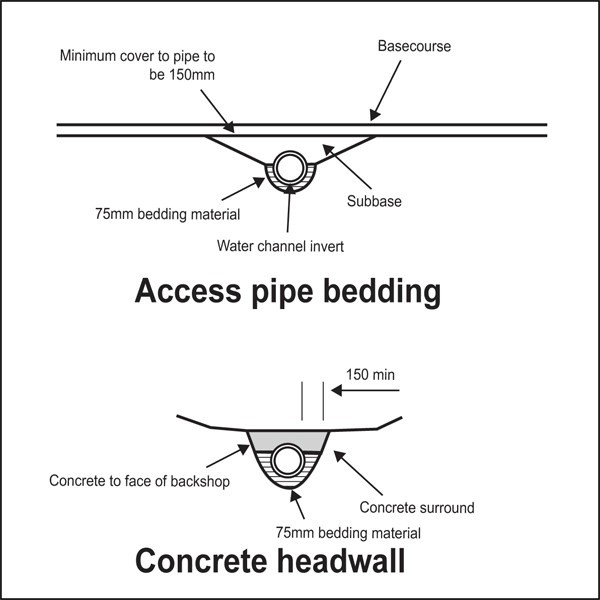 Basecourse
Minimum cover to pipe to
be 150mm
Subbase
75mm bedding material
Water channel invert
Access pipe bedding
150 min
Concrete to face of backshop
Concrete surround
75mm bedding material
Concrete headwall